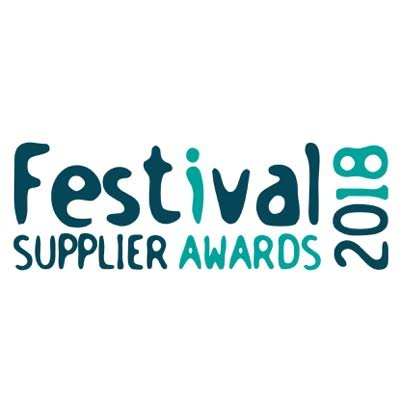 Festival
SUPPLIER AWARDS
2018